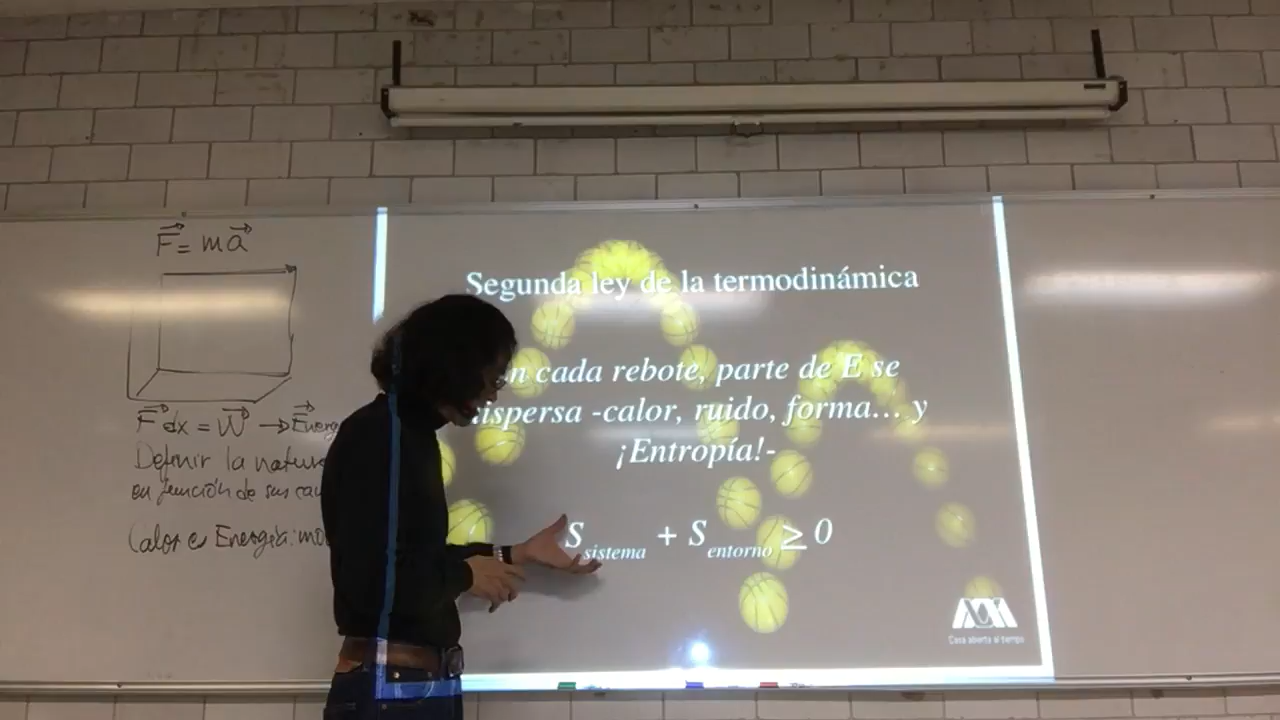 F = ma
F dx = W → Energ
Definir la natur
en función de sus cau
Calor es Energía: mo
Segunda ley de la termodinámica
n cada rebote, parte de E se
ispersa -calor, ruido, forma... y
¡Entropía!-
S sistema + S entorno ≥ 0
Casa abierta al tiempo